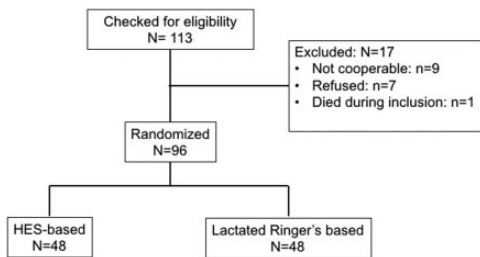 Checked for eligibility
N= 113
Excluded: N=17
• Not cooperable: n=9
• Refused: n=7
• Died during inclusion: n=1
Randomized
N=96
HES-based
N=48
Lactated Ringer's based
N=48